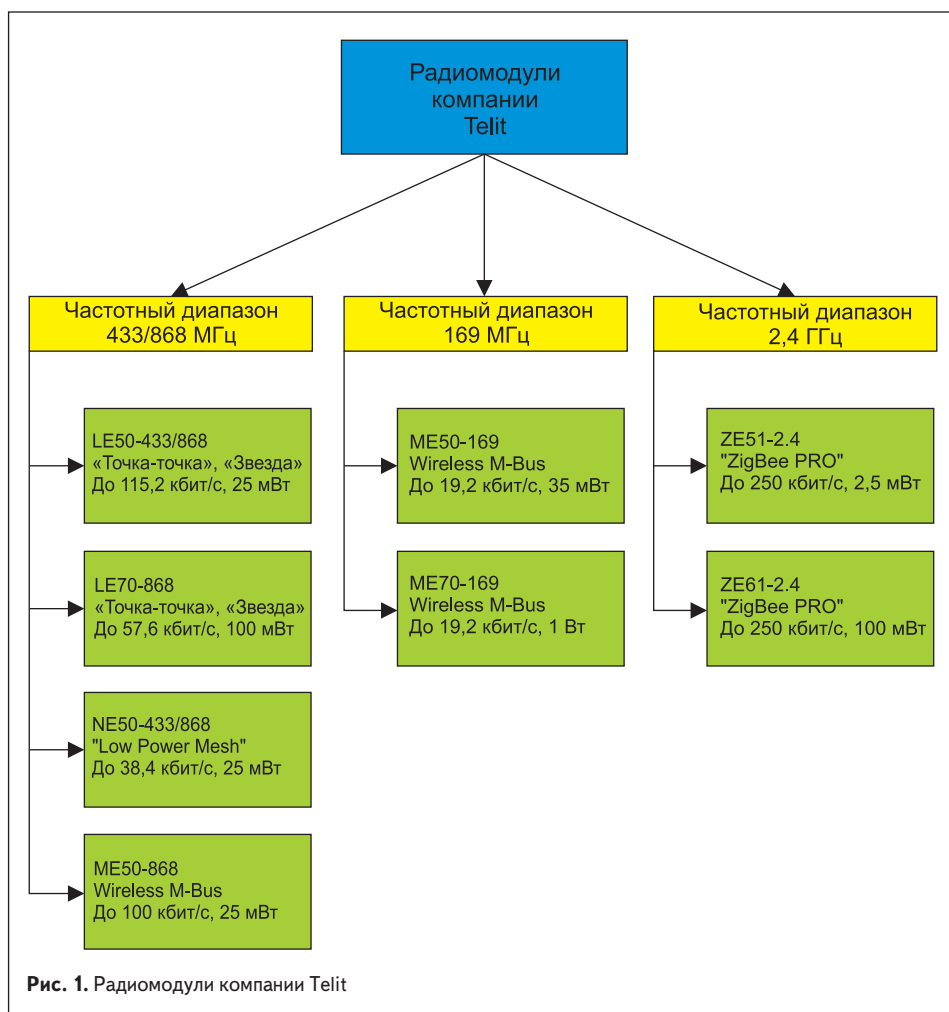 Радиомодули
компании
Telit
Частотный диапазон
433/868 МГц
LE50-433/868
«Точка-точка», «Звезда»
До 115,2 кбит/с, 25 мВт
LE70-868
«Точка-точка», «Звезда»
До 57,6 кбит/с, 100 мВт
NE50-433/868
"Low Power Mesh"
До 38,4 кбит/с, 25 мВт
ME50-868
Wireless M-Bus
До 100 кбит/с, 25 мВт
Частотный диапазон
169 МГц
ME50-169
Wireless M-Bus
До 19,2 кбит/с, 35 мВт
ME70-169
Wireless M-Bus
До 19,2 кбит/с, 1 Вт
Частотный диапазон
2,4 ГГц
ZE51-2.4
"ZigBee PRO"
До 250 кбит/с, 2,5 мВт
ZE61-2.4
"ZigBee PRO"
До 250 кбит/с, 100 мВт
Рис. 1. Радиомодули компании Telit